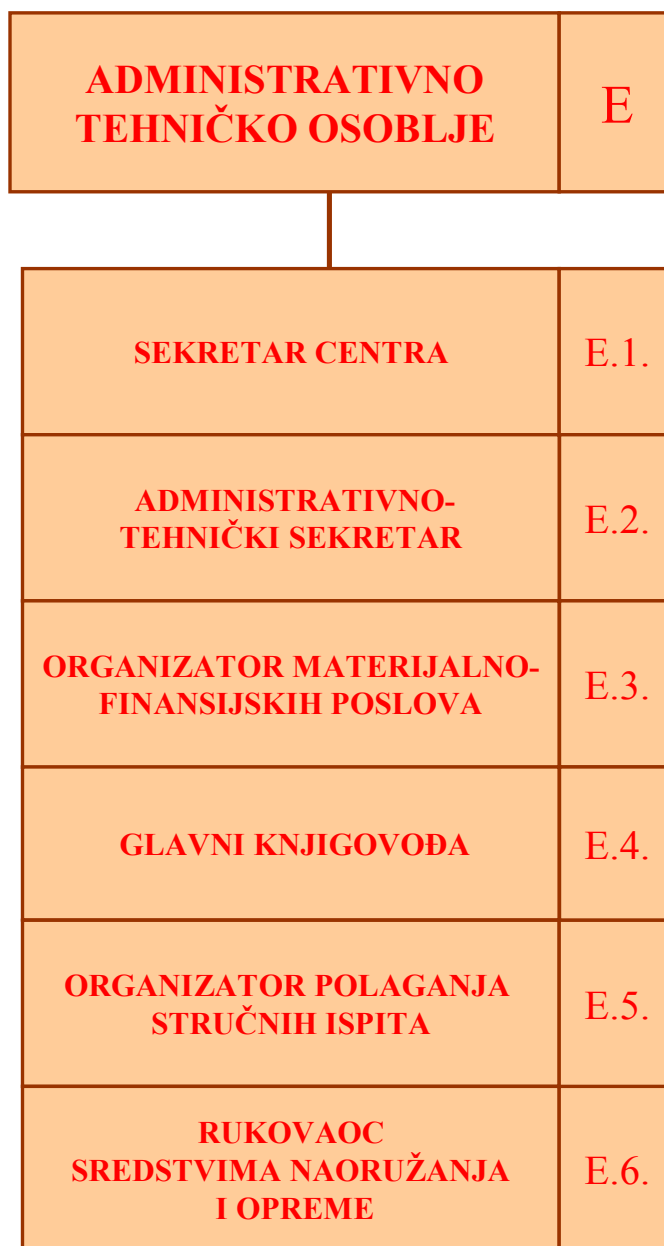 ADMINISTRATIVNO
TEHNIČKO OSOBLJE
E
SEKRETAR CENTRA
E.1.
ADMINISTRATIVNO-
TEHNIČKI SEKRETAR
E.2.
ORGANIZATOR MATERIJALNO-
FINANSIJSKIH POSLOVA
E.3.
GLAVNI KNJIGOVOĐA
E.4.
ORGANIZATOR POLAGANJA
STRUČNIH ISPITA
E.5.
RUKOVAOC
SREDSTVIMA NAORUŽANJA
I OPREME
E.6.